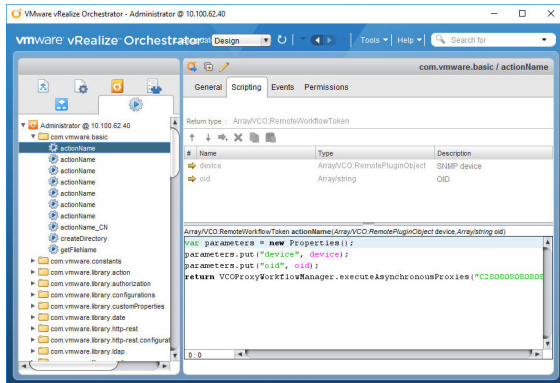 VMware vRealize Orchestrator - Administrator @ 10.100.62.40
vmware vRealize Orchestrator
Design
Tools
Help
Search for
com.vmware.basic / actionName
General Scripting Events Permissions
Return type : Array/VCO:RemoteWorkflowToken
# Name Type Description
device Array/VCO:RemotePluginObject SNMP device
oid Array/string OID
Administrator @ 10.100.62.40
com.vmware.basic
actionName
actionName
actionName
createName
actionName
actionName
actionName
actionName_CN
createDirectory
getFileName
com.vmware.constants
com.vmware.library.action
com.vmware.library.authorization
com.vmware.library.configurations
com.vmware.library.customProperties
com.vmware.library.date
com.vmware.library.http-rest
com.vmware.library.http-rest.configurat
com.vmware.library.ldap
Array/VCO:RemoteWorkflowToken actionName(Array/VCO:RemotePluginObject device,Array/string oid)
var parameters = new Properties();
parameters.put("device", device);
parameters.put("oid", oid);
return VCOProxyWorkflowManager.executeAsynchronousProxies("C28080808080
0 : 0